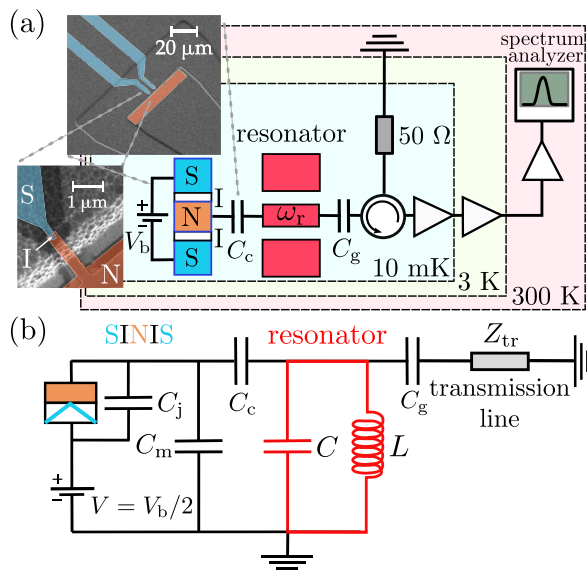 (a)
20 μm
spectrum
analyzer
resonator
50 Ω
S
1 μm
S
I
N
I
S
+
-
V_b
C_c
ω_r
C_g
I
N
10 mK
3 K
300 K
(b)
SINIS
resonator
Z_tr
C_j
C_c
C_g
transmission
line
C_m
C
L
+
-
V = V_b/2